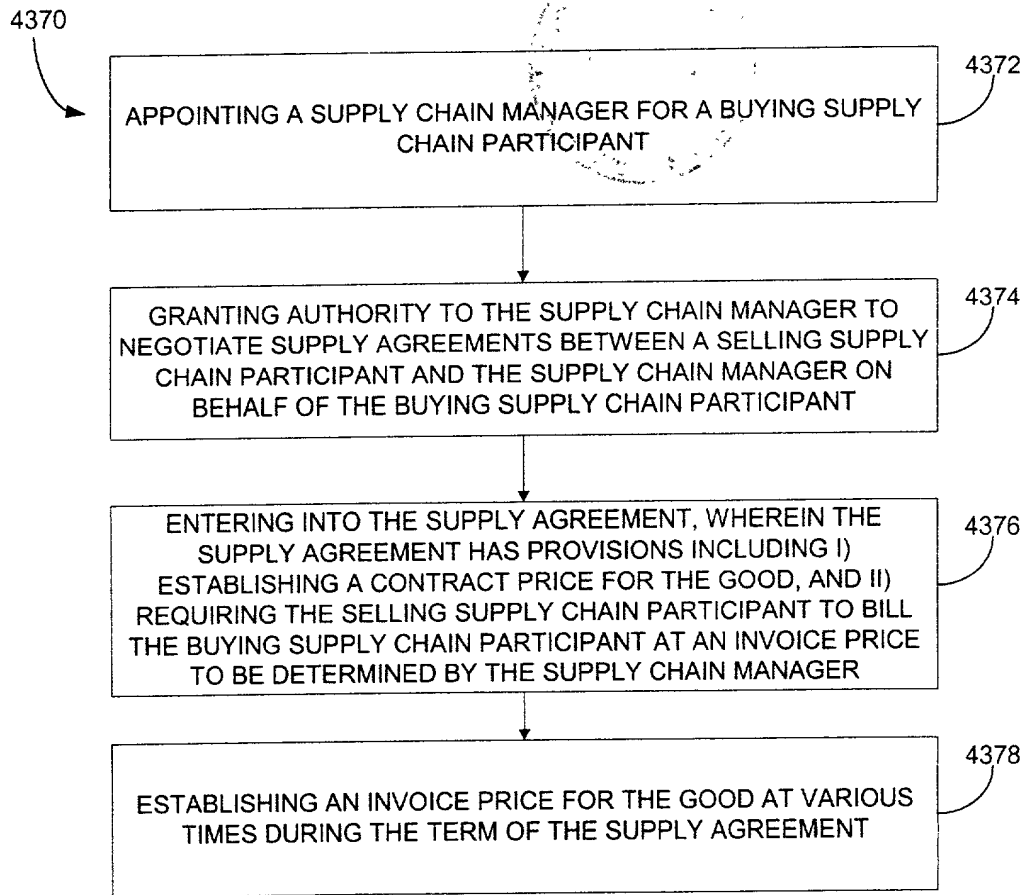 4370
4372
APPOINTING A SUPPLY CHAIN MANAGER FOR A BUYING SUPPLY
CHAIN PARTICIPANT
4374
GRANTING AUTHORITY TO THE SUPPLY CHAIN MANAGER TO
NEGOTIATE SUPPLY AGREEMENTS BETWEEN A SELLING SUPPLY
CHAIN PARTICIPANT AND THE SUPPLY CHAIN MANAGER ON
BEHALF OF THE BUYING SUPPLY CHAIN PARTICIPANT
4376
ENTERING INTO THE SUPPLY AGREEMENT, WHEREIN THE
SUPPLY AGREEMENT HAS PROVISIONS INCLUDING I)
ESTABLISHING A CONTRACT PRICE FOR THE GOOD, AND II)
REQUIRING THE SELLING SUPPLY CHAIN PARTICIPANT TO BILL
THE BUYING SUPPLY CHAIN PARTICIPANT AT AN INVOICE PRICE
TO BE DETERMINED BY THE SUPPLY CHAIN MANAGER
4378
ESTABLISHING AN INVOICE PRICE FOR THE GOOD AT VARIOUS
TIMES DURING THE TERM OF THE SUPPLY AGREEMENT